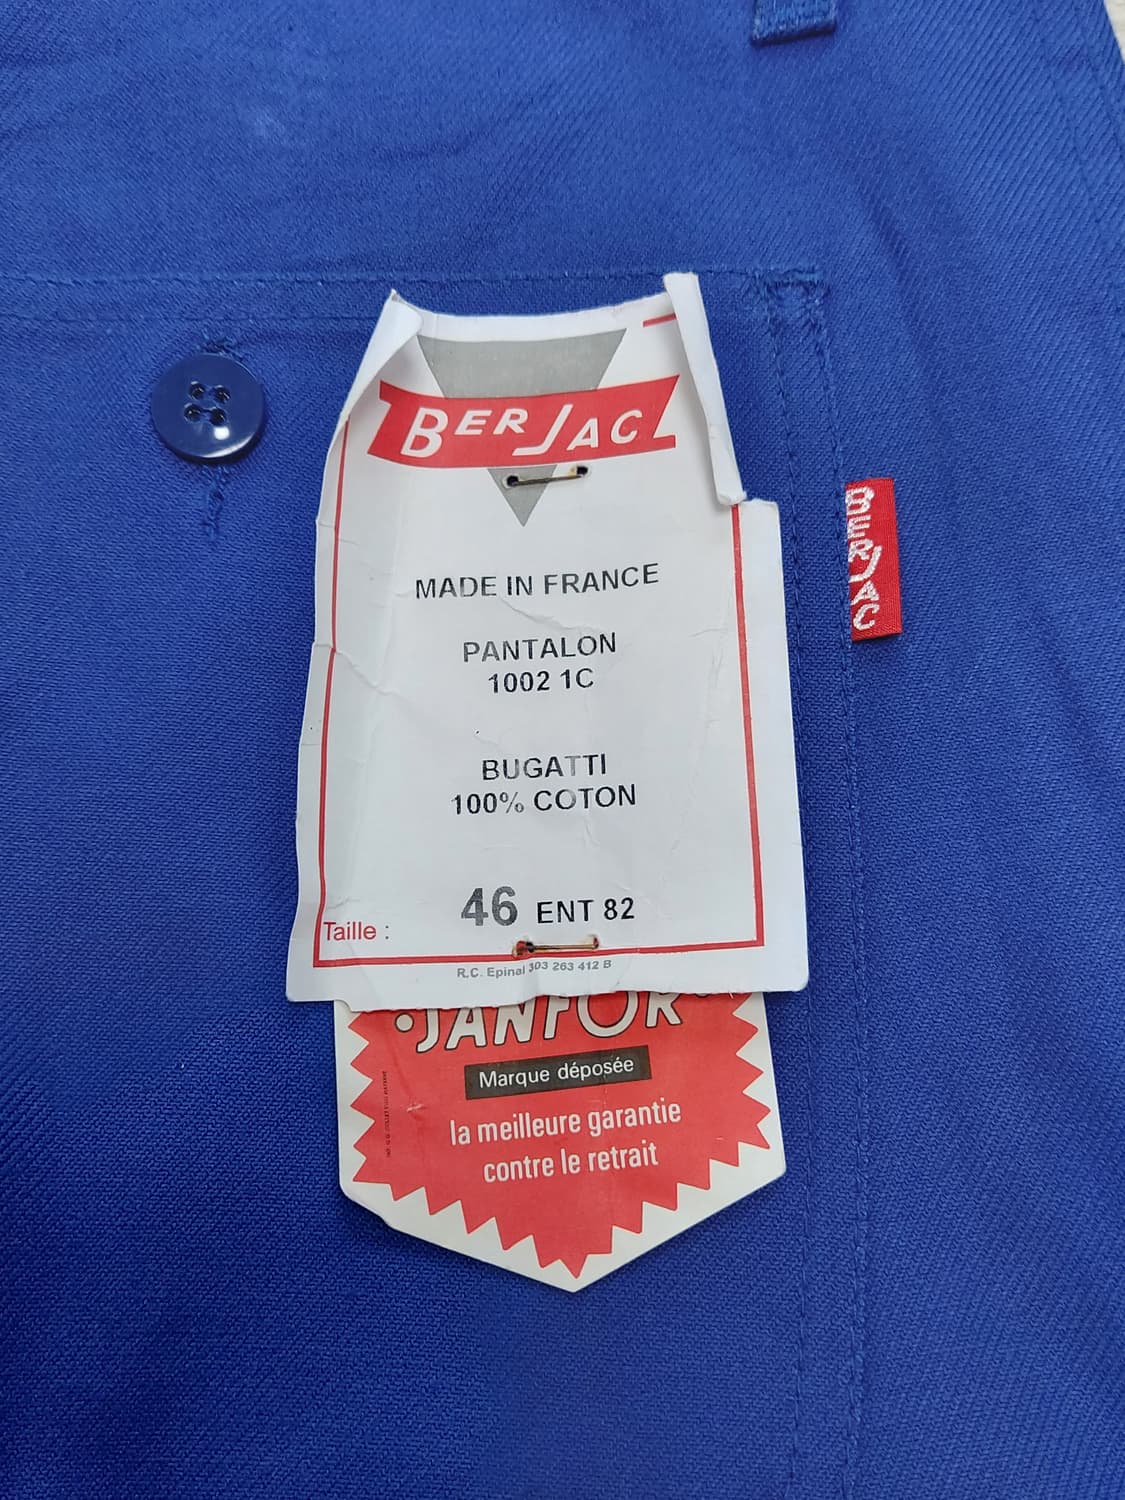 BERJAC
MADE IN FRANCE
PANTALON
1002 1C
BUGATTI
100% COTON
46 ENT 82
Taille :
R.C. Epinal 303 263 412 B
BERJAC
SANFOR
Marque déposée
la meilleure garantie
contre le retrait